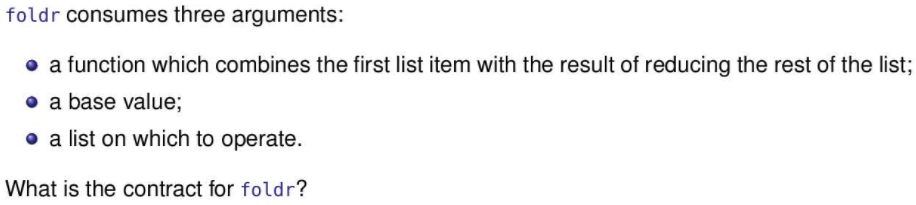 foldr consumes three arguments:
a function which combines the first list item with the result of reducing the rest of the list;
a base value;
a list on which to operate.
What is the contract for foldr?